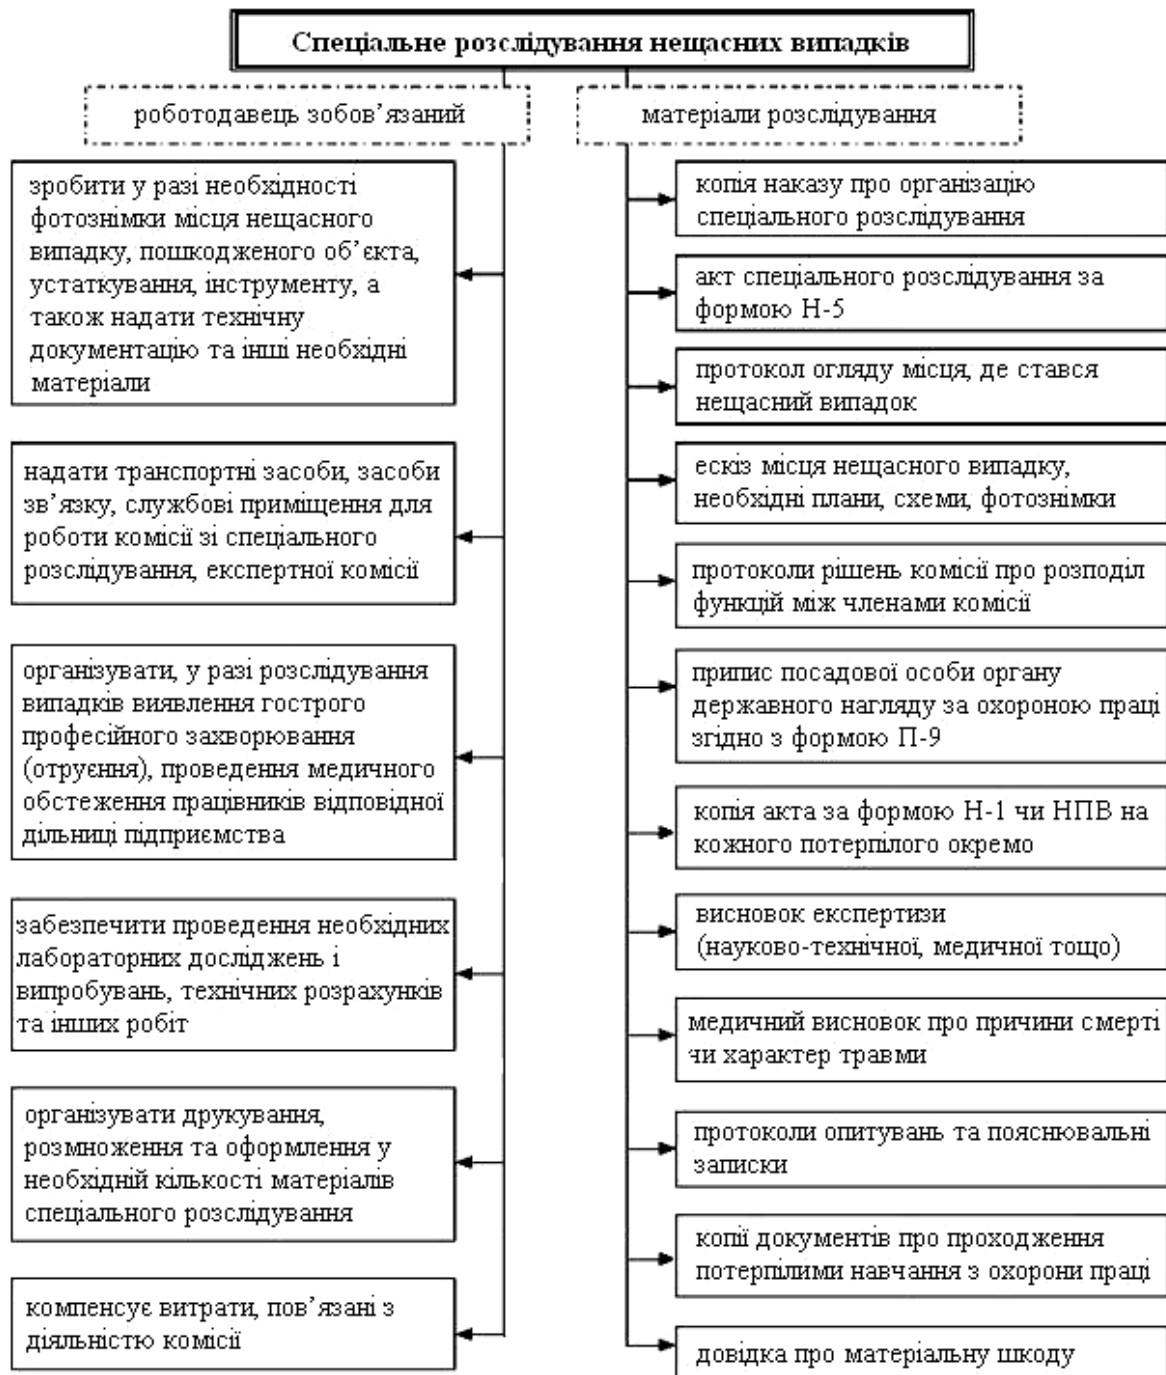 Спеціальне розслідування нещасних випадків
роботодавець зобов’язаний
зробити у разі необхідності
фотознімки місця нещасного
випадку, пошкодженого об’єкта,
устаткування, інструменту, а
також надати технічну
документацію та інші необхідні
матеріали
надати транспортні засоби, засоби
зв’язку, службові приміщення для
роботи комісії зі спеціального
розслідування, експертної комісії
організувати, у разі розслідування
випадків виявлення гострого
професійного захворювання
(отруєння), проведення медичного
обстеження працівників відповідної
дільниці підприємства
забезпечити проведення необхідних
лабораторних досліджень і
випробувань, технічних розрахунків
та інших робіт
організувати друкування,
розмноження та оформлення у
необхідній кількості матеріалів
спеціального розслідування
компенсує витрати, пов’язані з
діяльністю комісії
матеріали розслідування
копія наказу про організацію
спеціального розслідування
акт спеціального розслідування за
формою Н-5
протокол огляду місця, де стався
нещасний випадок
ескіз місця нещасного випадку,
необхідні плани, схеми, фотознімки
протоколи рішень комісії про розподіл
функцій між членами комісії
припис посадової особи органу
державного нагляду за охороною праці
згідно з формою П-9
копія акта за формою Н-1 чи НПВ на
кожного потерпілого окремо
висновок експертизи
(науково-технічної, медичної тощо)
медичний висновок про причини смерті
чи характер травми
протоколи опитувань та пояснювальні
записки
копії документів про проходження
потерпілими навчання з охорони праці
довідка про матеріальну шкоду